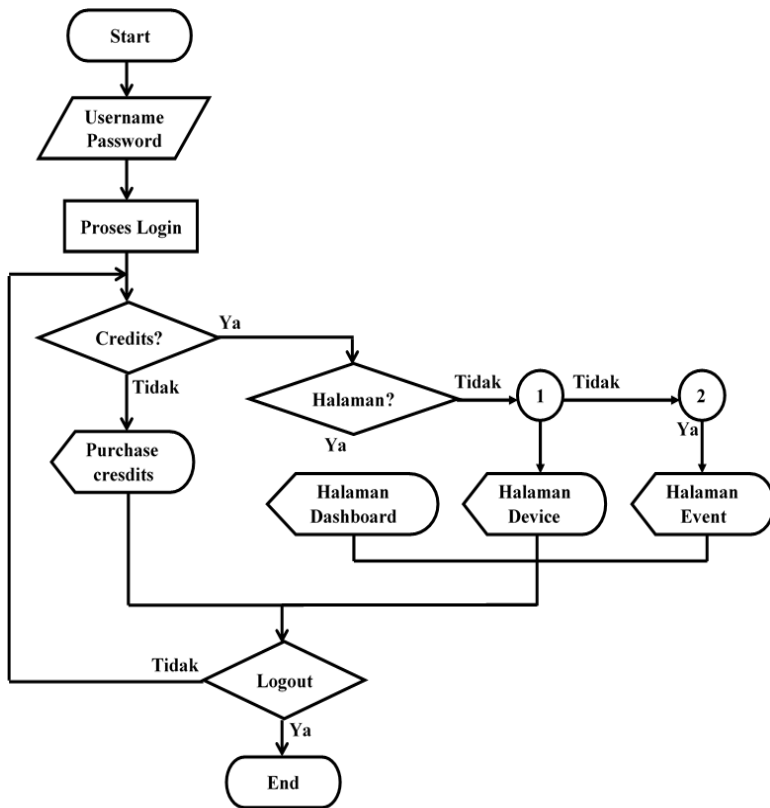 Start
Username
Password
Proses Login
Credits?
Ya
Tidak
Halaman?
Tidak
1
Tidak
2
Ya
Ya
Purchase
cresdits
Halaman
Dashboard
Halaman
Device
Halaman
Event
Tidak
Logout
Ya
End